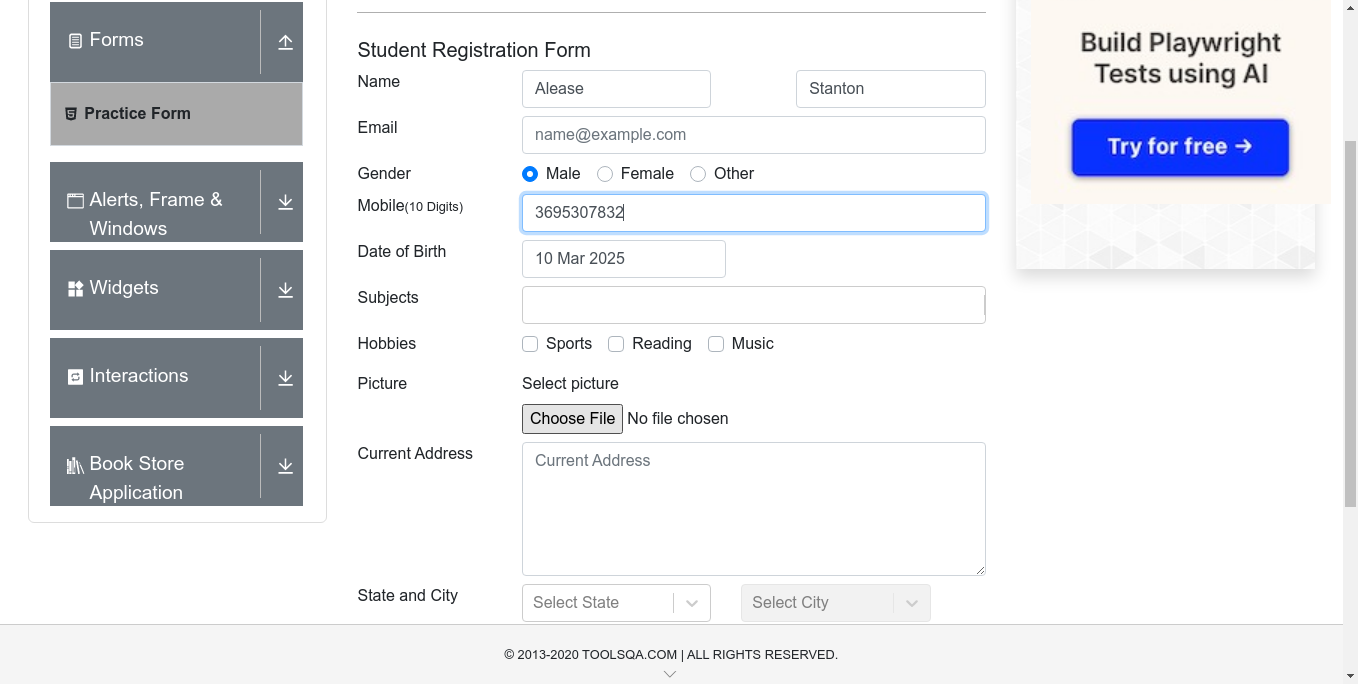 Forms
Practice Form
Alerts, Frame &
Windows
Widgets
Interactions
Book Store
Application
Student Registration Form
Name Alease Stanton
Email name@example.com
Gender Male Female Other
Mobile(10 Digits) 3695307832
Date of Birth 10 Mar 2025
Subjects
Hobbies Sports Reading Music
Picture Select picture
Choose File No file chosen
Current Address Current Address
State and City Select State Select City
Build Playwright
Tests using AI
Try for free →
© 2013-2020 TOOLSQA.COM | ALL RIGHTS RESERVED.